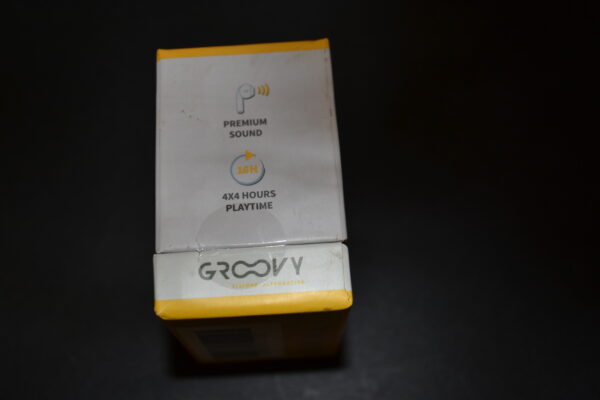 PREMIUM
SOUND
16H
4X4 HOURS
PLAYTIME
GROOVY